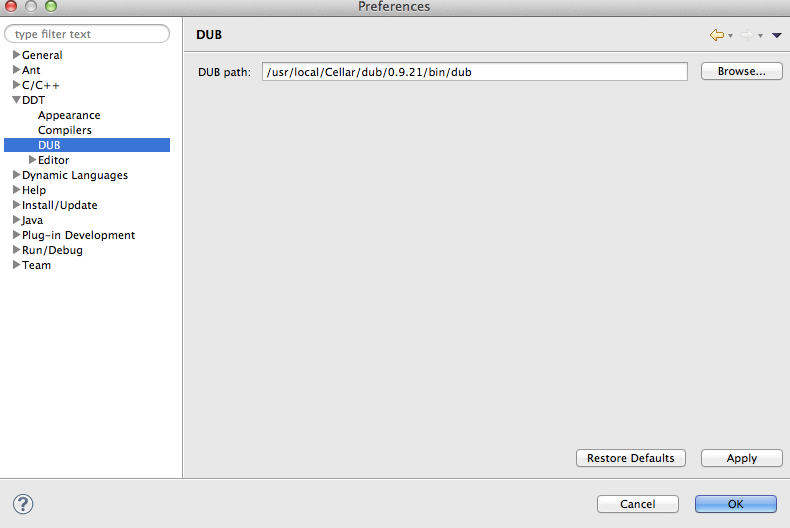 Preferences
type filter text
General
Ant
C/C++
DDT
Appearance
Compilers
DUB
Editor
Dynamic Languages
Help
Install/Update
Java
Plug-in Development
Run/Debug
Team
DUB
DUB path: /usr/local/Cellar/dub/0.9.21/bin/dub Browse...
Restore Defaults Apply
? Cancel OK